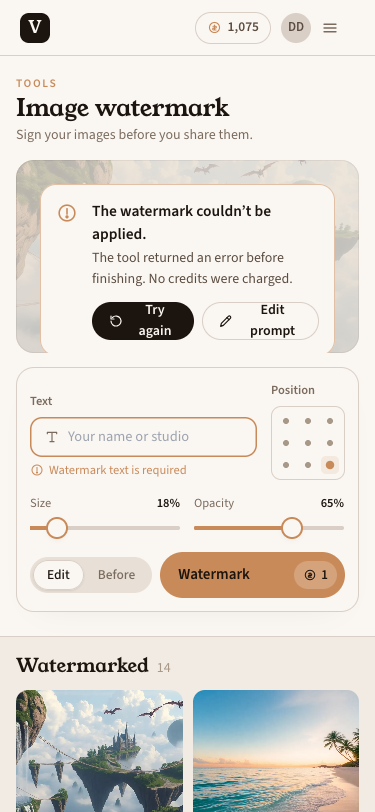 V
1,075
DD
TOOLS
Image watermark
Sign your images before you share them.
The watermark couldn’t be
applied.
The tool returned an error before
finishing. No credits were charged.
Try
again
Edit
prompt
Text
Position
Your name or studio
Watermark text is required
Size
18%
Opacity
65%
Edit
Before
Watermark
1
Watermarked 14